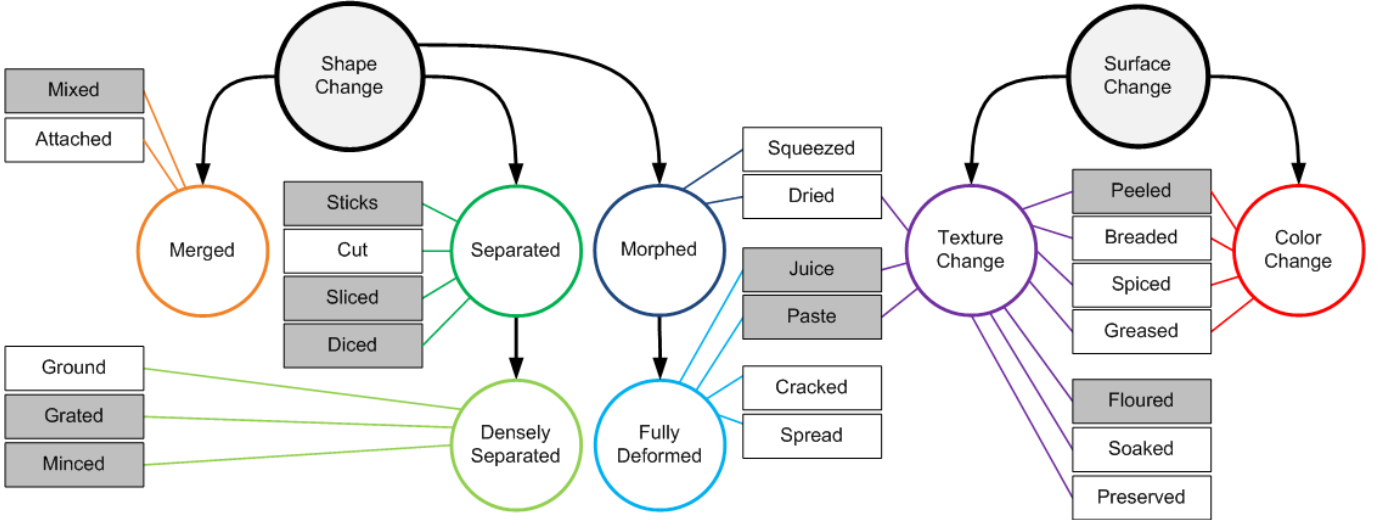 Shape
Change
Surface
Change
Mixed
Attached
Merged
Sticks
Cut
Sliced
Diced
Separated
Morphed
Squeezed
Dried
Juice
Paste
Texture
Change
Peeled
Breaded
Spiced
Greased
Color
Change
Ground
Grated
Minced
Densely
Separated
Fully
Deformed
Cracked
Spread
Floured
Soaked
Preserved